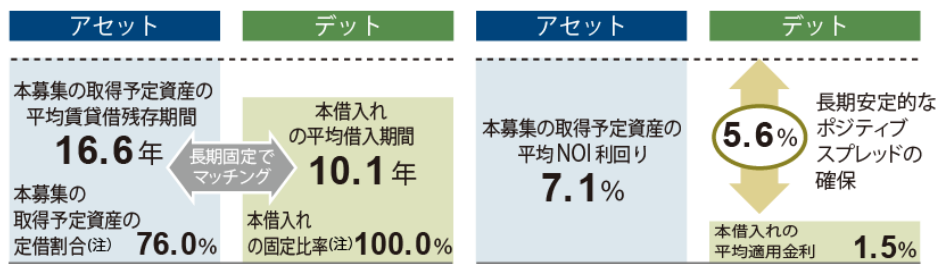 アセット
デット
本募集の取得予定資産の
平均賃貸借残存期間
16.6年
本募集の
取得予定資産の
定借割合(注) 76.0%
長期固定で
マッチング
本借入れ
の平均借入期間
10.1年
本借入れ
の固定比率(注)100.0%
アセット
デット
本募集の取得予定資産の
平均NOI利回り
7.1%
5.6%
長期安定的な
ポジティブ
スプレッドの
確保
本借入れの
平均適用金利 1.5%